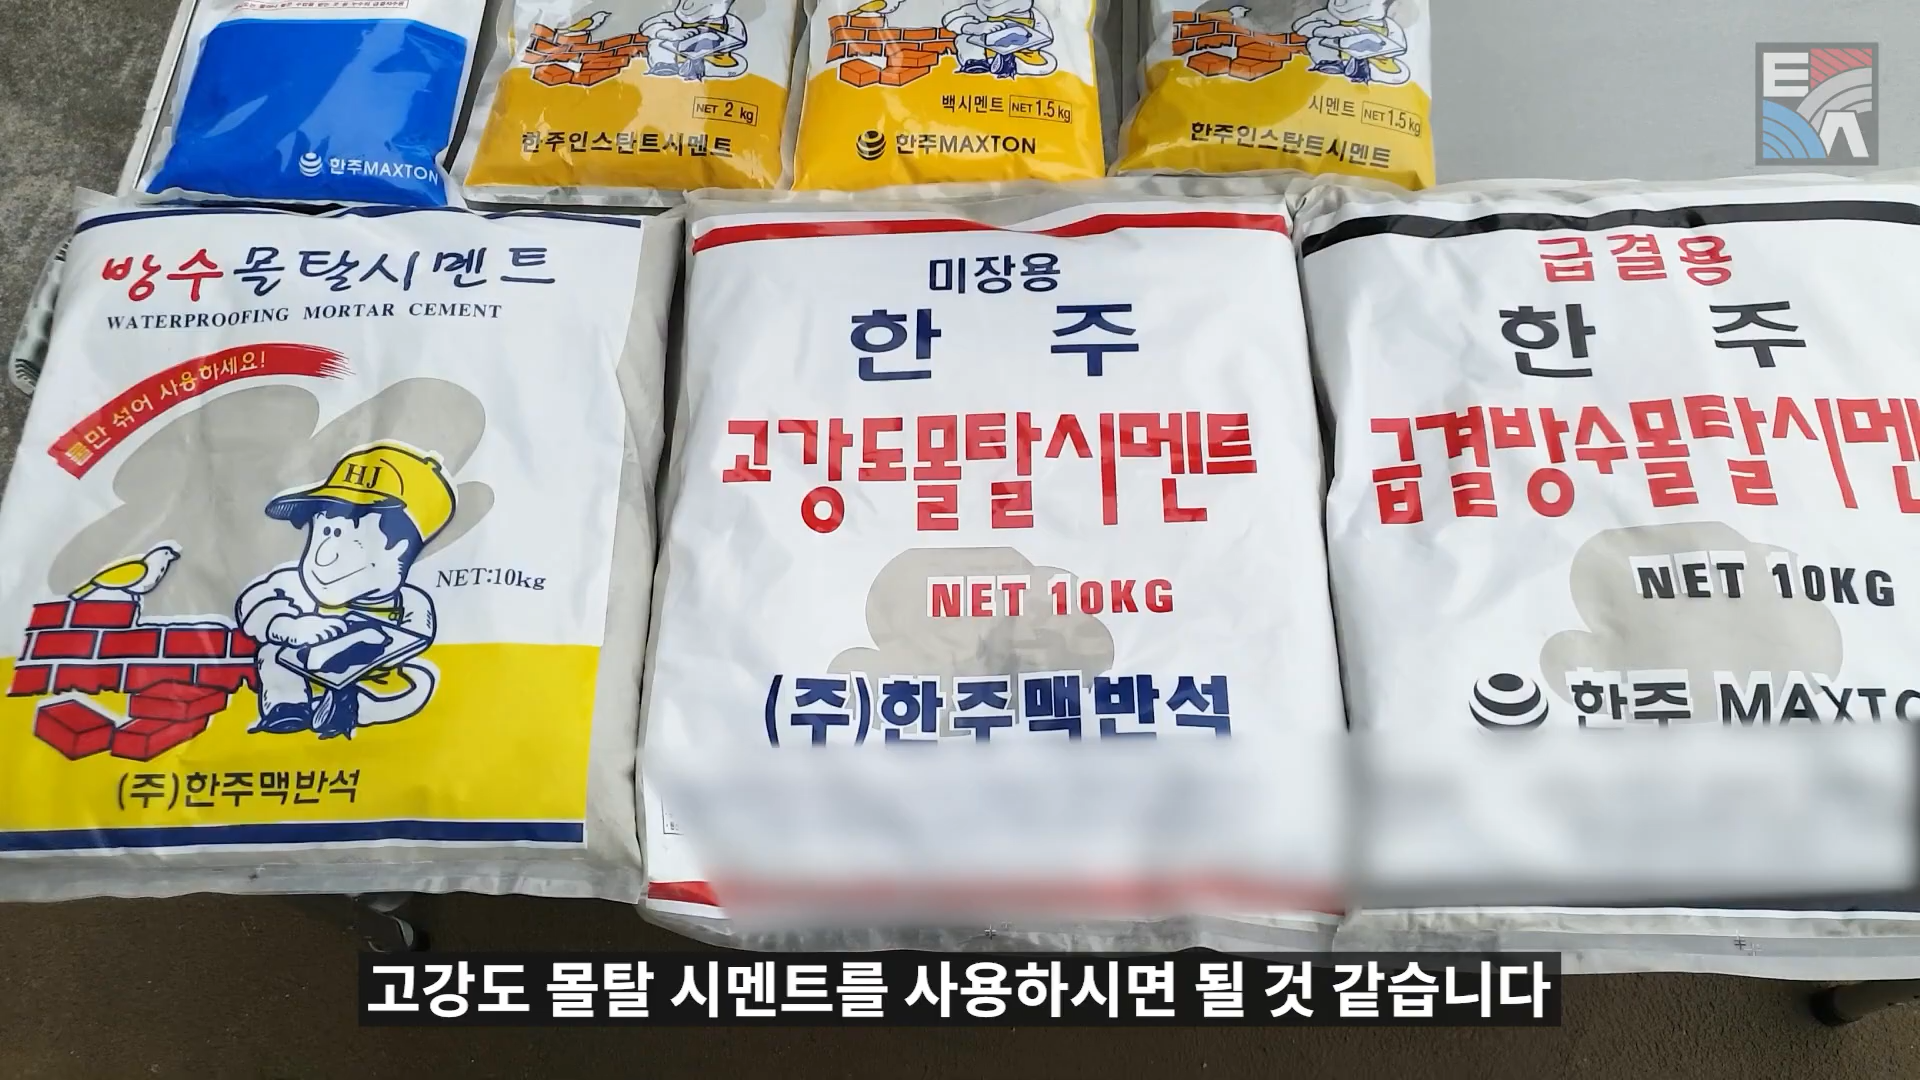 한주MAXTON
NET 2 kg
한주인스탄트시멘트
백시멘트 NET 1.5 kg
한주MAXTON
시멘트 NET 1.5 kg
한주인스탄트시멘트
EA
방수몰탈시멘트
WATERPROOFING MORTAR CEMENT
물만 섞어 사용하세요!
HJ
NET:10kg
(주)한주맥반석
미장용
한주
고강도몰탈시멘트
NET 10KG
(주)한주맥반석
급결용
한주
급결방수몰탈시멘
NET 10KG
한주 MAXTO
고강도 몰탈 시멘트를 사용하시면 될 것 같습니다